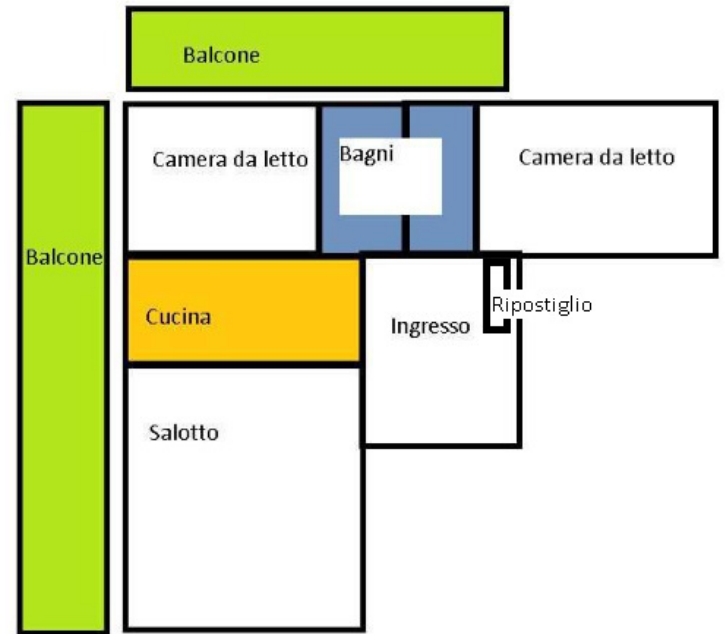 Balcone
Camera da letto
Bagni
Camera da letto
Balcone
Cucina
Ingresso
Ripostiglio
Salotto